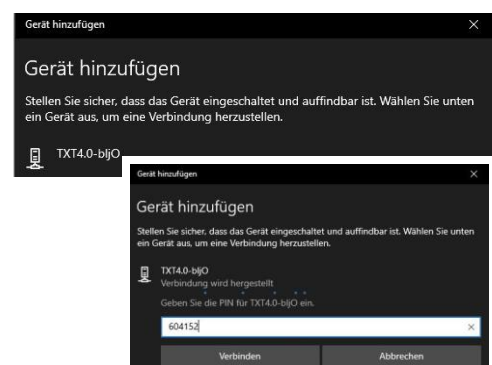 Gerät hinzufügen
Gerät hinzufügen
Stellen Sie sicher, dass das Gerät eingeschaltet und auffindbar ist. Wählen Sie unten
ein Gerät aus, um eine Verbindung herzustellen.
TXT4.0-bljO
Gerät hinzufügen
Gerät hinzufügen
Stellen Sie sicher, dass das Gerät eingeschaltet und auffindbar ist. Wählen Sie unten
ein Gerät aus, um eine Verbindung herzustellen.
TXT4.0-bljO
Verbindung wird hergestellt
Geben Sie die PIN für TXT4.0-bljO ein.
604152
Verbinden
Abbrechen